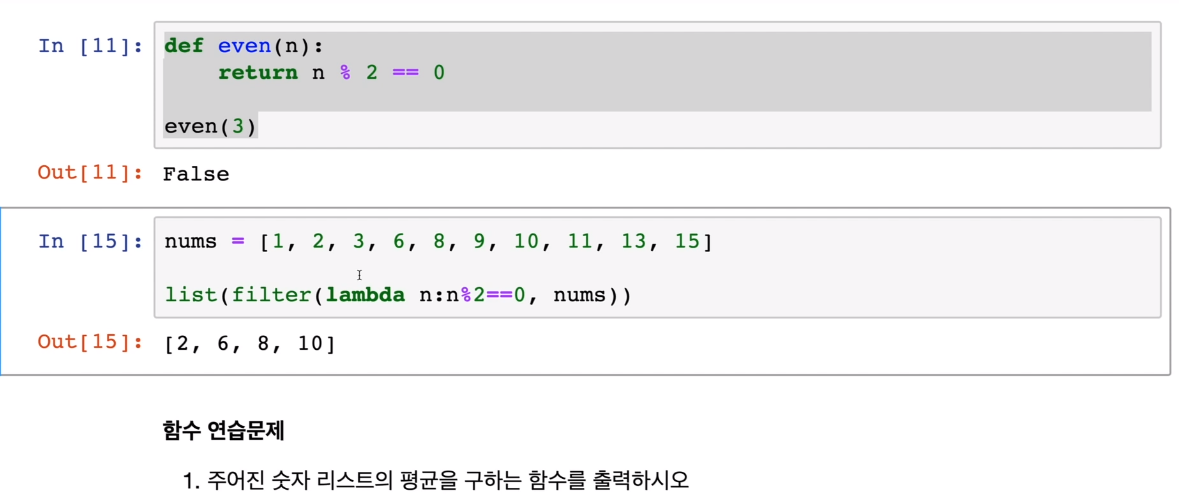 In [11]: def even(n):
return n % 2 == 0
even(3)
Out[11]: False
In [15]: nums = [1, 2, 3, 6, 8, 9, 10, 11, 13, 15]
list(filter(lambda n:n%2==0, nums))
Out[15]: [2, 6, 8, 10]
함수 연습문제
1. 주어진 숫자 리스트의 평균을 구하는 함수를 출력하시오